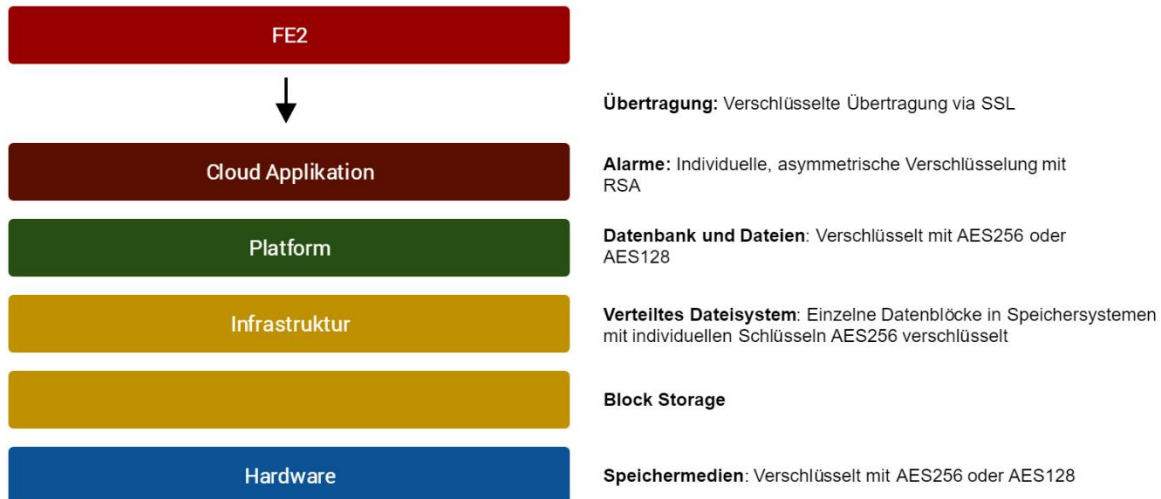 FE2
Übertragung: Verschlüsselte Übertragung via SSL
Cloud Applikation
Alarme: Individuelle, asymmetrische Verschlüsselung mit
RSA
Platform
Datenbank und Dateien: Verschlüsselt mit AES256 oder
AES128
Infrastruktur
Verteiltes Dateisystem: Einzelne Datenblöcke in Speichersystemen
mit individuellen Schlüsseln AES256 verschlüsselt
Block Storage
Hardware
Speichermedien: Verschlüsselt mit AES256 oder AES128